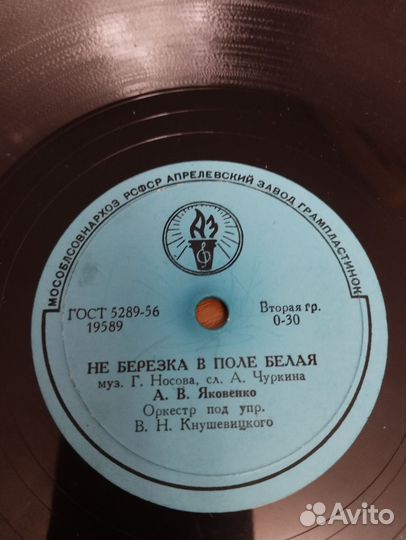 МОСОБЛСОВНАРХОЗ РСФСР АПРЕЛЕВСКИЙ ЗАВОД ГРАМПЛАСТИНОК
АЗ
ГОСТ 5289-56
19589
Вторая гр.
0-30
НЕ БЕРЕЗКА В ПОЛЕ БЕЛАЯ
муз. Г. Носова, сл. А. Чуркина
А. В. Яковенко
Оркестр под упр.
В. Н. Кнушевицкого
Avito